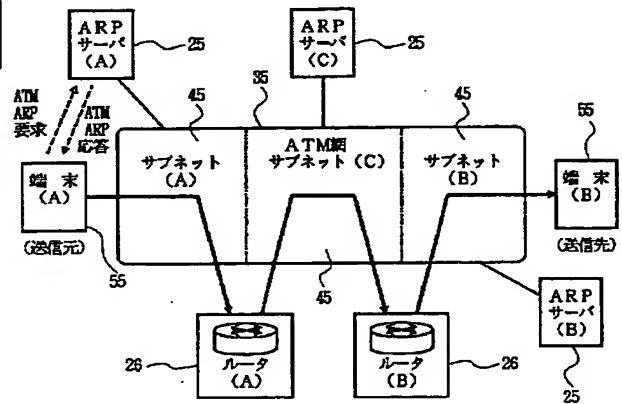 ARP
サーバ
(A)
25
ARP
サーバ
(C)
25
ATM
ARP
要求
ATM
ARP
応答
45
35
45
55
ATM網
サブネット
(A)
サブネット(C)
サブネット
(B)
端末
(A)
(送信元)
55
端末
(B)
(送信先)
45
ARP
サーバ
(B)
25
26
ルータ
(A)
ルータ
(B)
26